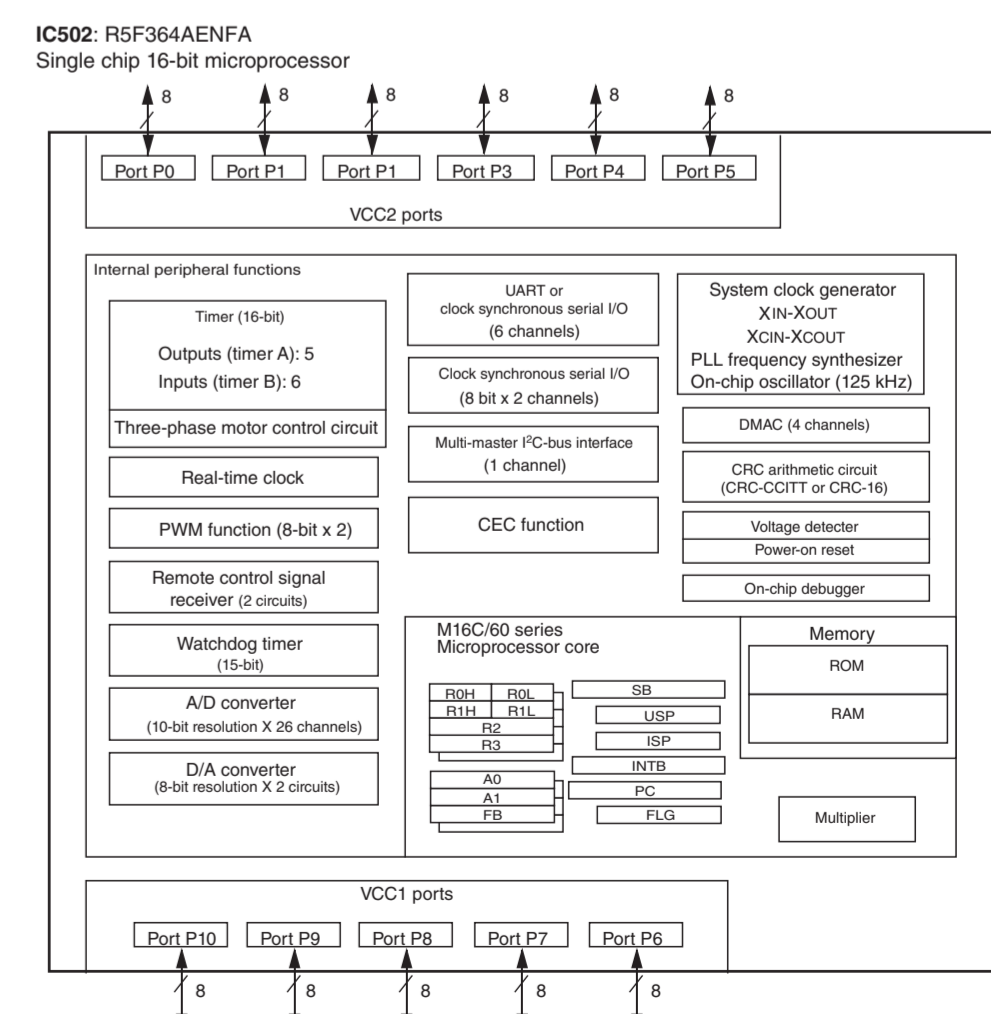 IC502: R5F364AENFA
Single chip 16-bit microprocessor
8 8 8 8 8 8
Port P0 Port P1 Port P1 Port P3 Port P4 Port P5
VCC2 ports
Internal peripheral functions
Timer (16-bit)
Outputs (timer A): 5
Inputs (timer B): 6
Three-phase motor control circuit
Real-time clock
PWM function (8-bit x 2)
Remote control signal
receiver (2 circuits)
Watchdog timer
(15-bit)
A/D converter
(10-bit resolution X 26 channels)
D/A converter
(8-bit resolution X 2 circuits)
UART or
clock synchronous serial I/O
(6 channels)
Clock synchronous serial I/O
(8 bit x 2 channels)
Multi-master I²C-bus interface
(1 channel)
CEC function
System clock generator
XIN-XOUT
XCIN-XCOUT
PLL frequency synthesizer
On-chip oscillator (125 kHz)
DMAC (4 channels)
CRC arithmetic circuit
(CRC-CCITT or CRC-16)
Voltage detecter
Power-on reset
On-chip debugger
M16C/60 series
Microprocessor core
R0H R0L
R1H R1L
R2
R3
A0
A1
FB
SB
USP
ISP
INTB
PC
FLG
Memory
ROM
RAM
Multiplier
VCC1 ports
Port P10 Port P9 Port P8 Port P7 Port P6
8 8 8 8 8